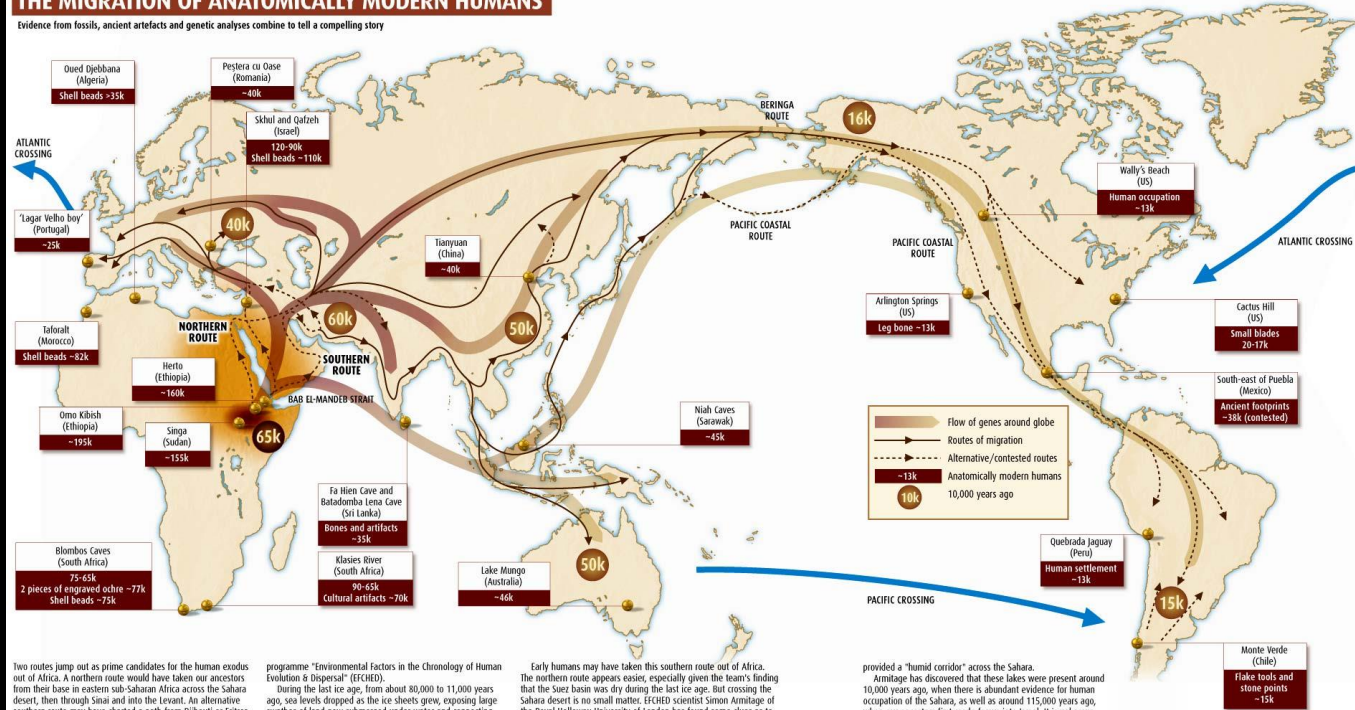 THE MIGRATION OF ANATOMICALLY MODERN HUMANS
Evidence from fossils, ancient artefacts and genetic analyses combine to tell a compelling story
Oued Djebbana
(Algeria)
Shell beads >35k
Peştera cu Oase
(Romania)
~40k
Skhul and Qafzeh
(Israel)
120-90k
Shell beads ~110k
ATLANTIC
CROSSING
'Lagar Velho boy'
(Portugal)
~25k
40k
Taforalt
(Morocco)
Shell beads ~82k
NORTHERN
ROUTE
60k
SOUTHERN
ROUTE
Herto
(Ethiopia)
~160k
BAB EL-MANDEB STRAIT
Omo Kibish
(Ethiopia)
~195k
Singa
(Sudan)
~155k
65k
Tianyuan
(China)
~40k
50k
BERINGA
ROUTE
16k
PACIFIC COASTAL
ROUTE
PACIFIC COASTAL
ROUTE
Wally's Beach
(US)
Human occupation
~13k
ATLANTIC CROSSING
Arlington Springs
(US)
Leg bone ~13k
Cactus Hill
(US)
Small blades
20-17k
South-east of Puebla
(Mexico)
Ancient footprints
~38k (contested)
Niah Caves
(Sarawak)
~45k
Flow of genes around globe
Routes of migration
Alternative/contested routes
~13k Anatomically modern humans
10k 10,000 years ago
Fa Hien Cave and
Batadomba Lena Cave
(Sri Lanka)
Bones and artifacts
~35k
Blombos Caves
(South Africa)
75-65k
2 pieces of engraved ochre ~77k
Shell beads ~75k
Klasies River
(South Africa)
90-65k
Cultural artifacts ~70k
Lake Mungo
(Australia)
~46k
50k
PACIFIC CROSSING
Quebrada Jaguay
(Peru)
Human settlement
~13k
15k
Monte Verde
(Chile)
Flake tools and
stone points
~15k
Two routes jump out as prime candidates for the human exodus
out of Africa. A northern route would have taken our ancestors
from their base in eastern sub-Saharan Africa across the Sahara
desert, then through Sinai and into the Levant. An alternative
programme "Environmental Factors in the Chronology of Human
Evolution & Dispersal" (EFCHED).
During the last ice age, from about 80,000 to 11,000 years
ago, sea levels dropped as the ice sheets grew, exposing large
Early humans may have taken this southern route out of Africa.
The northern route appears easier, especially given the team's finding
that the Suez basin was dry during the last ice age. But crossing the
Sahara desert is no small matter. EFCHED scientist Simon Armitage of
provided a "humid corridor" across the Sahara.
Armitage has discovered that these lakes were present around
10,000 years ago, when there is abundant evidence for human
occupation of the Sahara, as well as around 115,000 years ago,